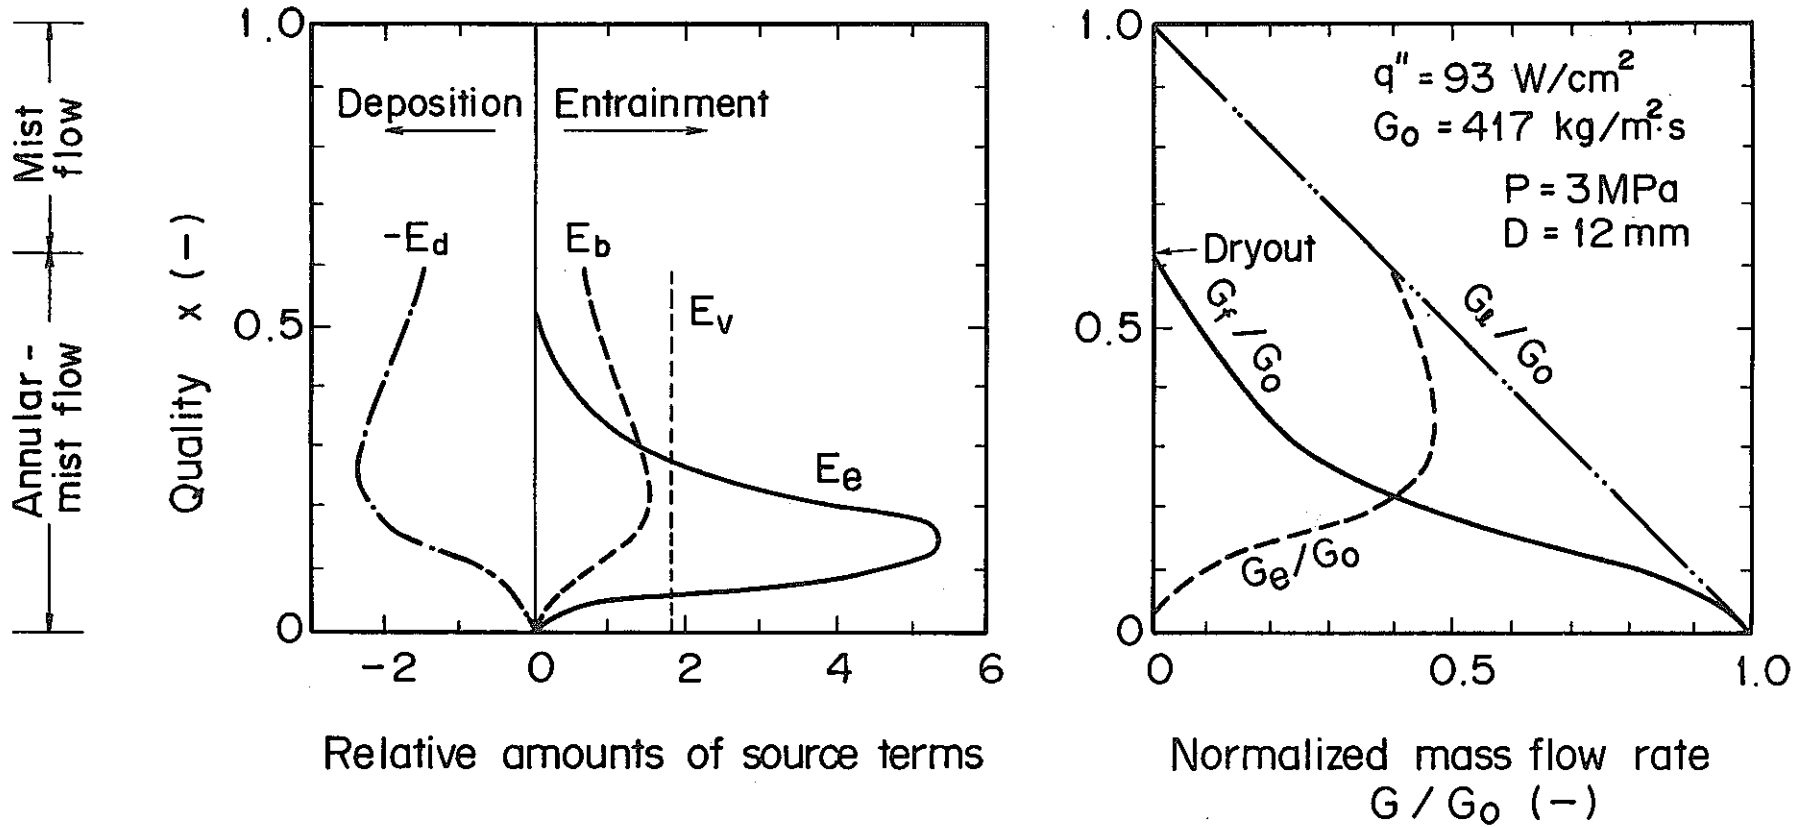 Mist
flow
Annular -
mist flow
Quality x (-)
1.0
0.5
0
Deposition
Entrainment
-Ed
Eb
Ev
Ee
-2
0
2
4
6
Relative amounts of source terms
1.0
0.5
0
q" = 93 W/cm²
Go = 417 kg/m²·s
P = 3 MPa
D = 12 mm
Dryout
Gf/Go
Gℓ/Go
Ge/Go
0
0.5
1.0
Normalized mass flow rate
G / Go (-)